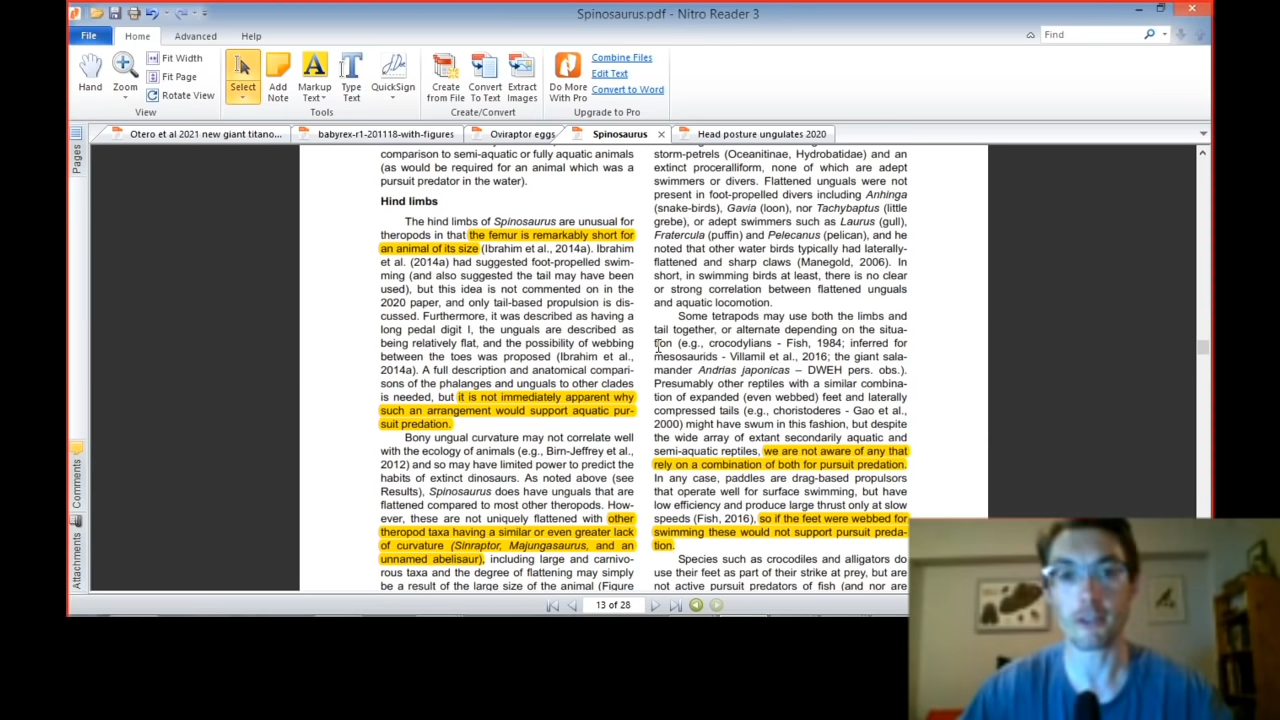 Spinosaurus.pdf - Nitro Reader 3
File
Home
Advanced
Help
Find
Hand
Zoom
Fit Width
Fit Page
Rotate View
View
Select
Add
Note
Markup
Text
Type
Text
QuickSign
Tools
Create
from File
Convert
To Text
Extract
Images
Create/Convert
Do More
With Pro
Combine Files
Edit Text
Convert to Word
Upgrade to Pro
Otero et al 2021 new giant titano...
babyrex-r1-201118-with-figures
Oviraptor eggs
Spinosaurus
Head posture ungulates 2020
Pages
Comments
Attachments
comparison to semi-aquatic or fully aquatic animals
(as would be required for an animal which was a
pursuit predator in the water).
Hind limbs
The hind limbs of Spinosaurus are unusual for
theropods in that the femur is remarkably short for
an animal of its size (Ibrahim et al., 2014a). Ibrahim
et al. (2014a) had suggested foot-propelled swim-
ming (and also suggested the tail may have been
used), but this idea is not commented on in the
2020 paper, and only tail-based propulsion is dis-
cussed. Furthermore, it was described as having a
long pedal digit I, the unguals are described as
being relatively flat, and the possibility of webbing
between the toes was proposed (Ibrahim et al.,
2014a). A full description and anatomical compari-
sons of the phalanges and unguals to other clades
is needed, but it is not immediately apparent why
such an arrangement would support aquatic pur-
suit predation.
Bony ungual curvature may not correlate well
with the ecology of animals (e.g., Birn-Jeffrey et al.,
2012) and so may have limited power to predict the
habits of extinct dinosaurs. As noted above (see
Results), Spinosaurus does have unguals that are
flattened compared to most other theropods. How-
ever, these are not uniquely flattened with other
theropod taxa having a similar or even greater lack
of curvature (Sinraptor, Majungasaurus, and an
unnamed abelisaur), including large and carnivo-
rous taxa and the degree of flattening may simply
be a result of the large size of the animal (Figure
storm-petrels (Oceanitinae, Hydrobatidae) and an
extinct procerallliform, none of which are adept
swimmers or divers. Flattened unguals were not
present in foot-propelled divers including Anhinga
(snake-birds), Gavia (loon), nor Tachybaptus (little
grebe), or adept swimmers such as Laurus (gull),
Fratercula (puffin) and Pelecanus (pelican), and he
noted that other water birds typically had laterally-
flattened and sharp claws (Manegold, 2006). In
short, in swimming birds at least, there is no clear
or strong correlation between flattened unguals
and aquatic locomotion.
Some tetrapods may use both the limbs and
tail together, or alternate depending on the situa-
tion (e.g., crocodylians - Fish, 1984; inferred for
mesosaurids - Villamil et al., 2016; the giant sala-
mander Andrias japonicas – DWEH pers. obs.).
Presumably other reptiles with a similar combina-
tion of expanded (even webbed) feet and laterally
compressed tails (e.g., choristoderes - Gao et al.,
2000) might have swum in this fashion, but despite
the wide array of extant secondarily aquatic and
semi-aquatic reptiles, we are not aware of any that
rely on a combination of both for pursuit predation.
In any case, paddles are drag-based propulsors
that operate well for surface swimming, but have
low efficiency and produce large thrust only at slow
speeds (Fish, 2016), so if the feet were webbed for
swimming these would not support pursuit preda-
tion.
Species such as crocodiles and alligators do
use their feet as part of their strike at prey, but are
not active pursuit predators of fish (and nor are
13 of 28